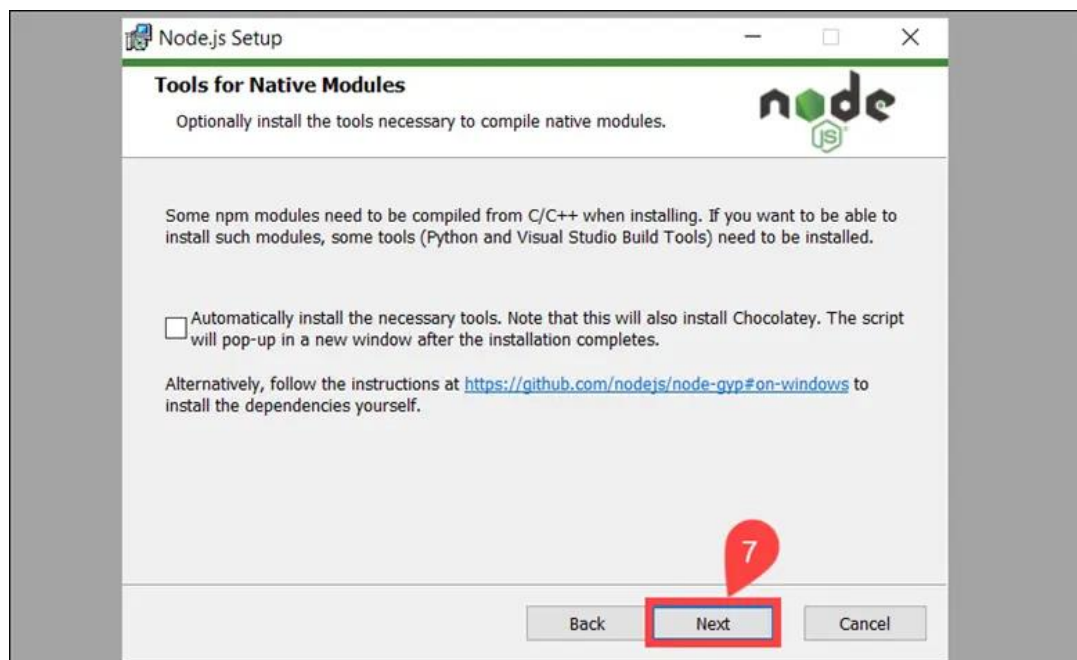 Node.js Setup
Tools for Native Modules
Optionally install the tools necessary to compile native modules.
node
JS
Some npm modules need to be compiled from C/C++ when installing. If you want to be able to
install such modules, some tools (Python and Visual Studio Build Tools) need to be installed.
Automatically install the necessary tools. Note that this will also install Chocolatey. The script
will pop-up in a new window after the installation completes.
Alternatively, follow the instructions at https://github.com/nodejs/node-gyp#on-windows to
install the dependencies yourself.
7
Back Next Cancel